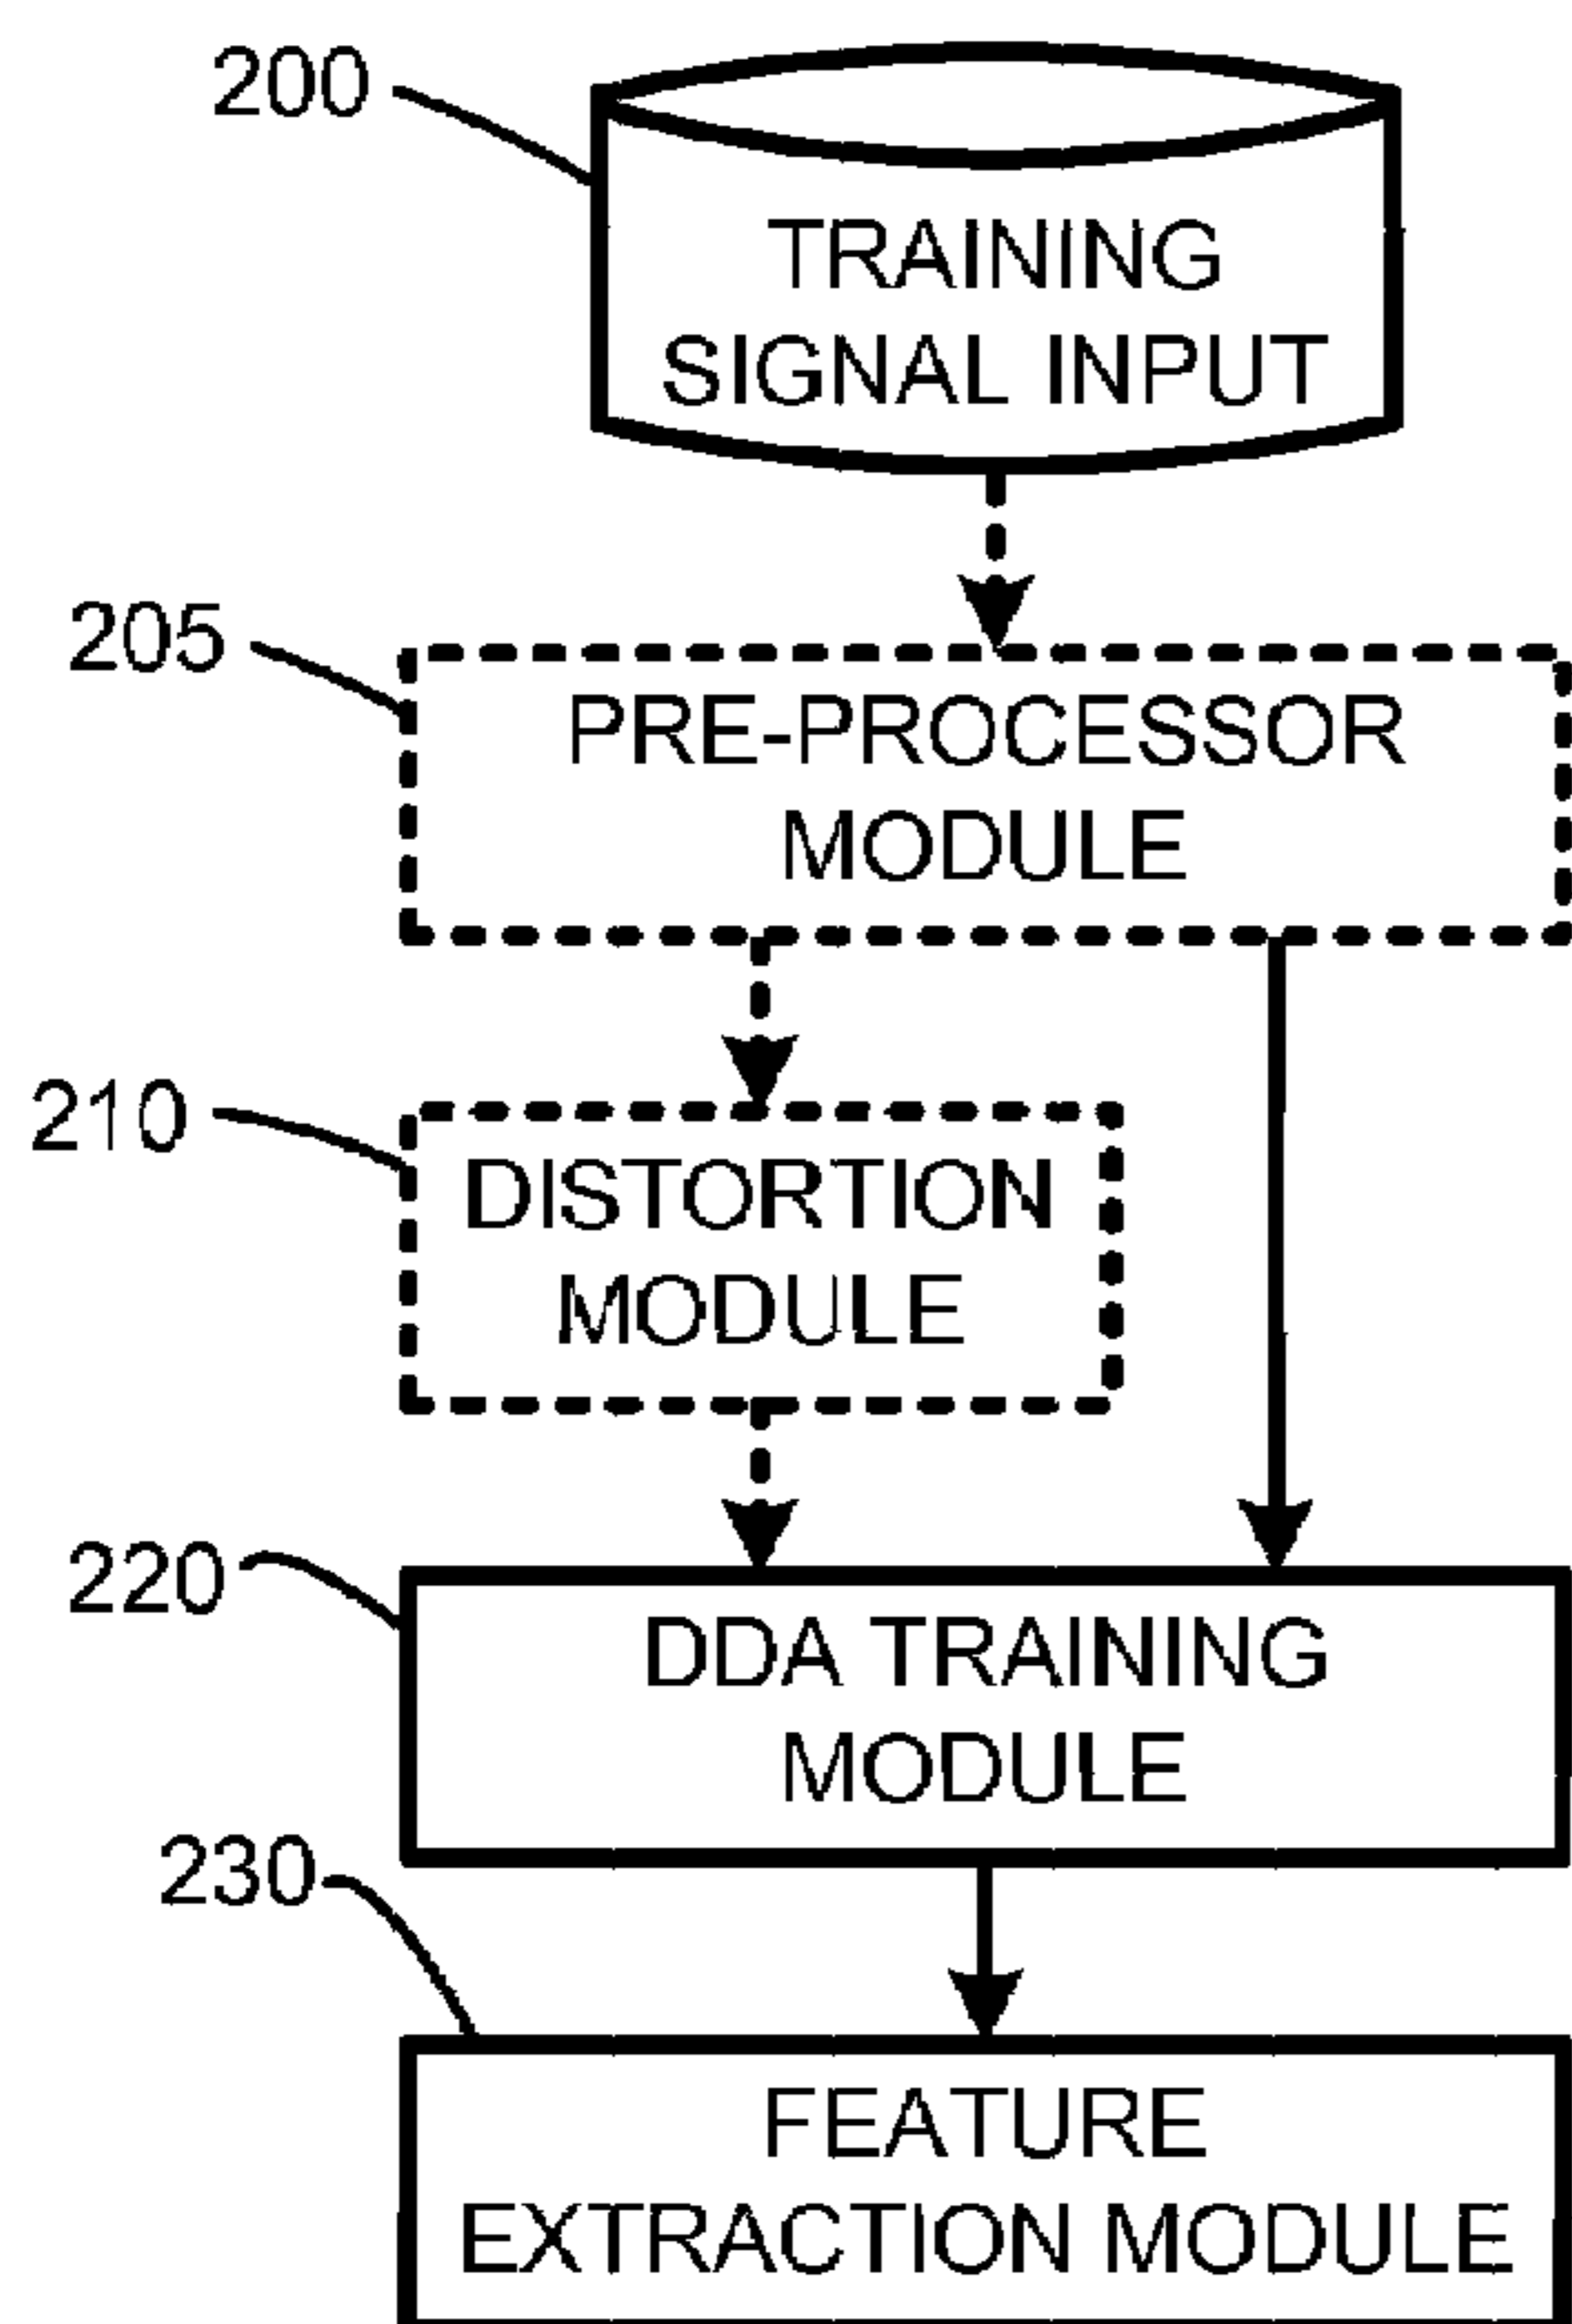 200
TRAINING
SIGNAL INPUT
205
PRE-PROCESSOR
MODULE
210
DISTORTION
MODULE
220
DDA TRAINING
MODULE
230
FEATURE
EXTRACTION MODULE